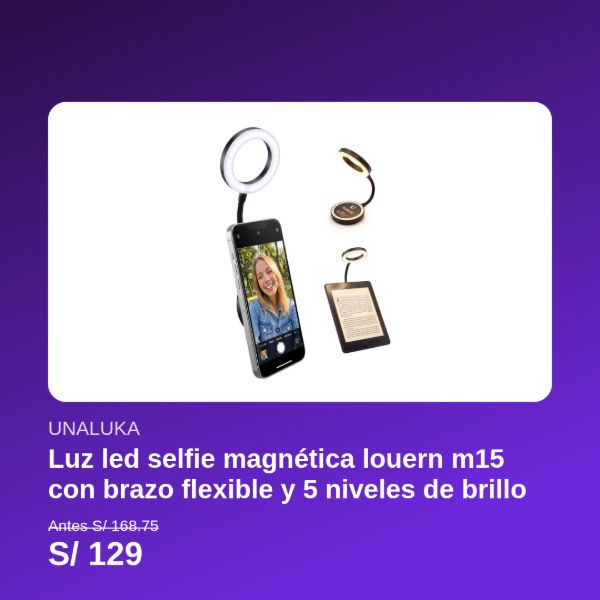 UNALUKA
Luz led selfie magnética louern m15
con brazo flexible y 5 niveles de brillo
Antes S/ 168.75
S/ 129